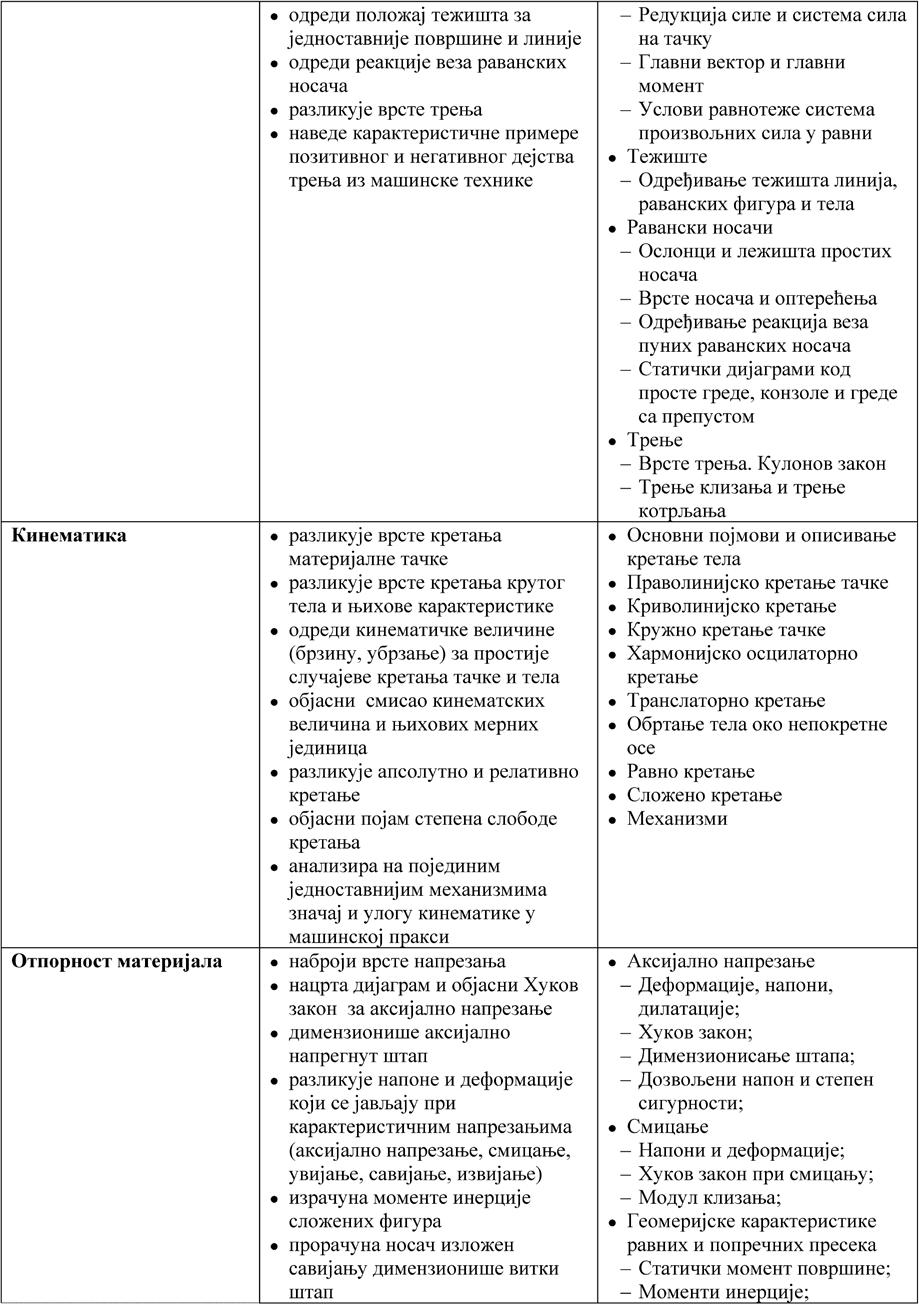 одреди положај тежишта за
једноставније површине и линије
одреди реакције веза раванских
носача
разликује врсте трења
наведе карактеристичне примере
позитивног и негативног дејства
трења из машинске технике
– Редукција силе и система сила
на тачку
– Главни вектор и главни
момент
– Услови равнотеже система
произвољних сила у равни
• Тежиште
– Одређивање тежишта линија,
раванских фигура и тела
• Равански носачи
– Ослонци и лежишта простих
носача
– Врсте носача и оптерећења
– Одређивање реакција веза
пуних раванских носача
– Статички дијаграми код
просте греде, конзоле и греде
са препустом
• Трење
– Врсте трења. Кулонов закон
– Трење клизања и трење
котрљања
Кинематика
• разликује врсте кретања
материјалне тачке
• разликује врсте кретања крутог
тела и њихове карактеристике
• одреди кинематичке величине
(брзину, убрзање) за простије
случајеве кретања тачке и тела
• објасни смисао кинематских
величина и њихових мерних
јединица
• разликује апсолутно и релативно
кретање
• објасни појам степена слободе
кретања
• анализира на појединим
једноставнијим механизмима
значај и улогу кинематике у
машинској пракси
• Основни појмови и описивање
кретање тела
• Праволинијско кретање тачке
• Криволинијско кретање
• Кружно кретање тачке
• Хармонијско осцилаторно
кретање
• Транслаторно кретање
• Обртање тела око непокретне
осе
• Равно кретање
• Сложено кретање
• Механизми
Отпорност материјала
• наброји врсте напрезања
• нацрта дијаграм и објасни Хуков
закон за аксијално напрезање
• димензионише аксијално
напрегнут штап
• разликује напоне и деформације
који се јављају при
карактеристичним напрезањима
(аксијално напрезање, смицање,
увијање, савијање, извијање)
• израчуна моменте инерције
сложених фигура
• прорачуна носач изложен
савијању димензионише витки
штап
• Аксијално напрезање
– Деформације, напони,
дилатације;
– Хуков закон;
– Димензионисање штапа;
– Дозвољени напон и степен
сигурности;
• Смицање
– Напони и деформације;
– Хуков закон при смицању;
– Модул клизања;
• Геомеријске карактеристике
равних и попречних пресека
– Статички момент површине;
– Моменти инерције;